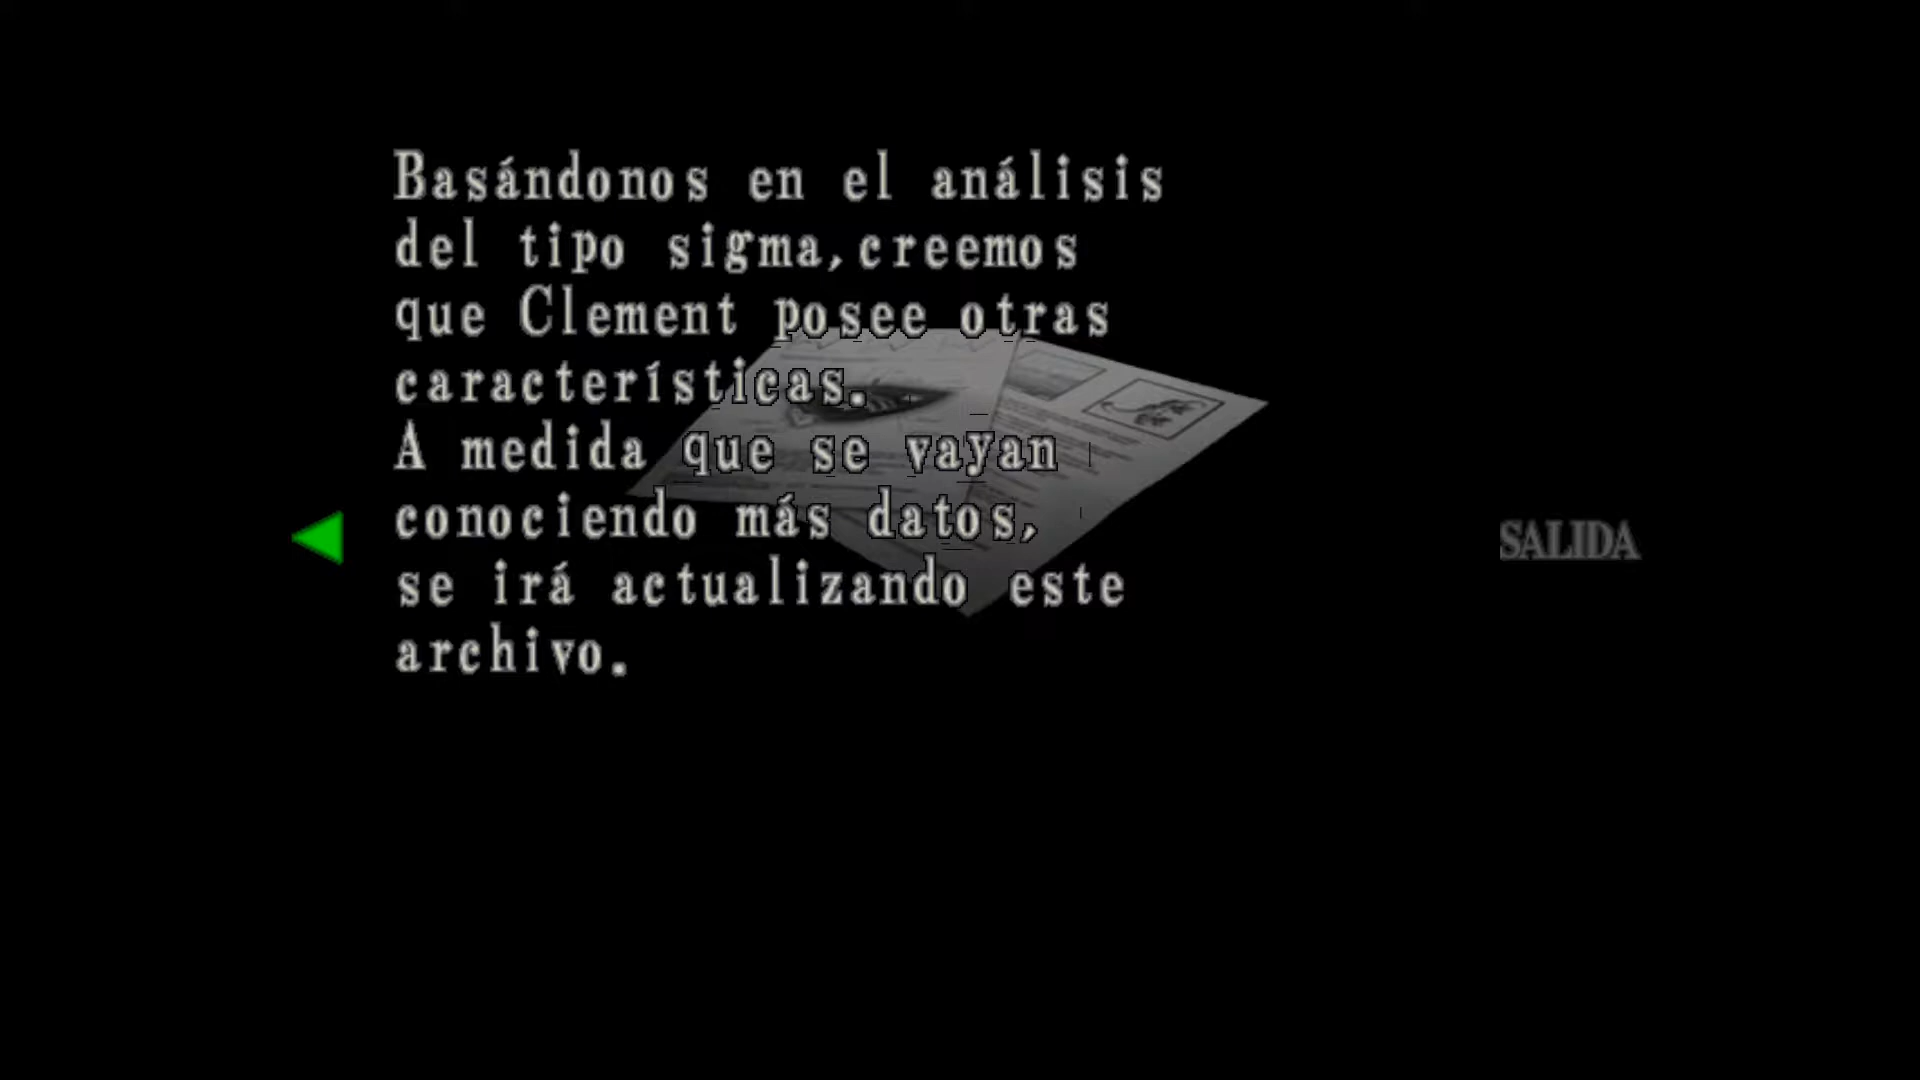 Basándonos en el análisis
del tipo sigma,creemos
que Clement posee otras
características.
A medida que se vayan
conociendo más datos,
se irá actualizando este
archivo.
SALIDA